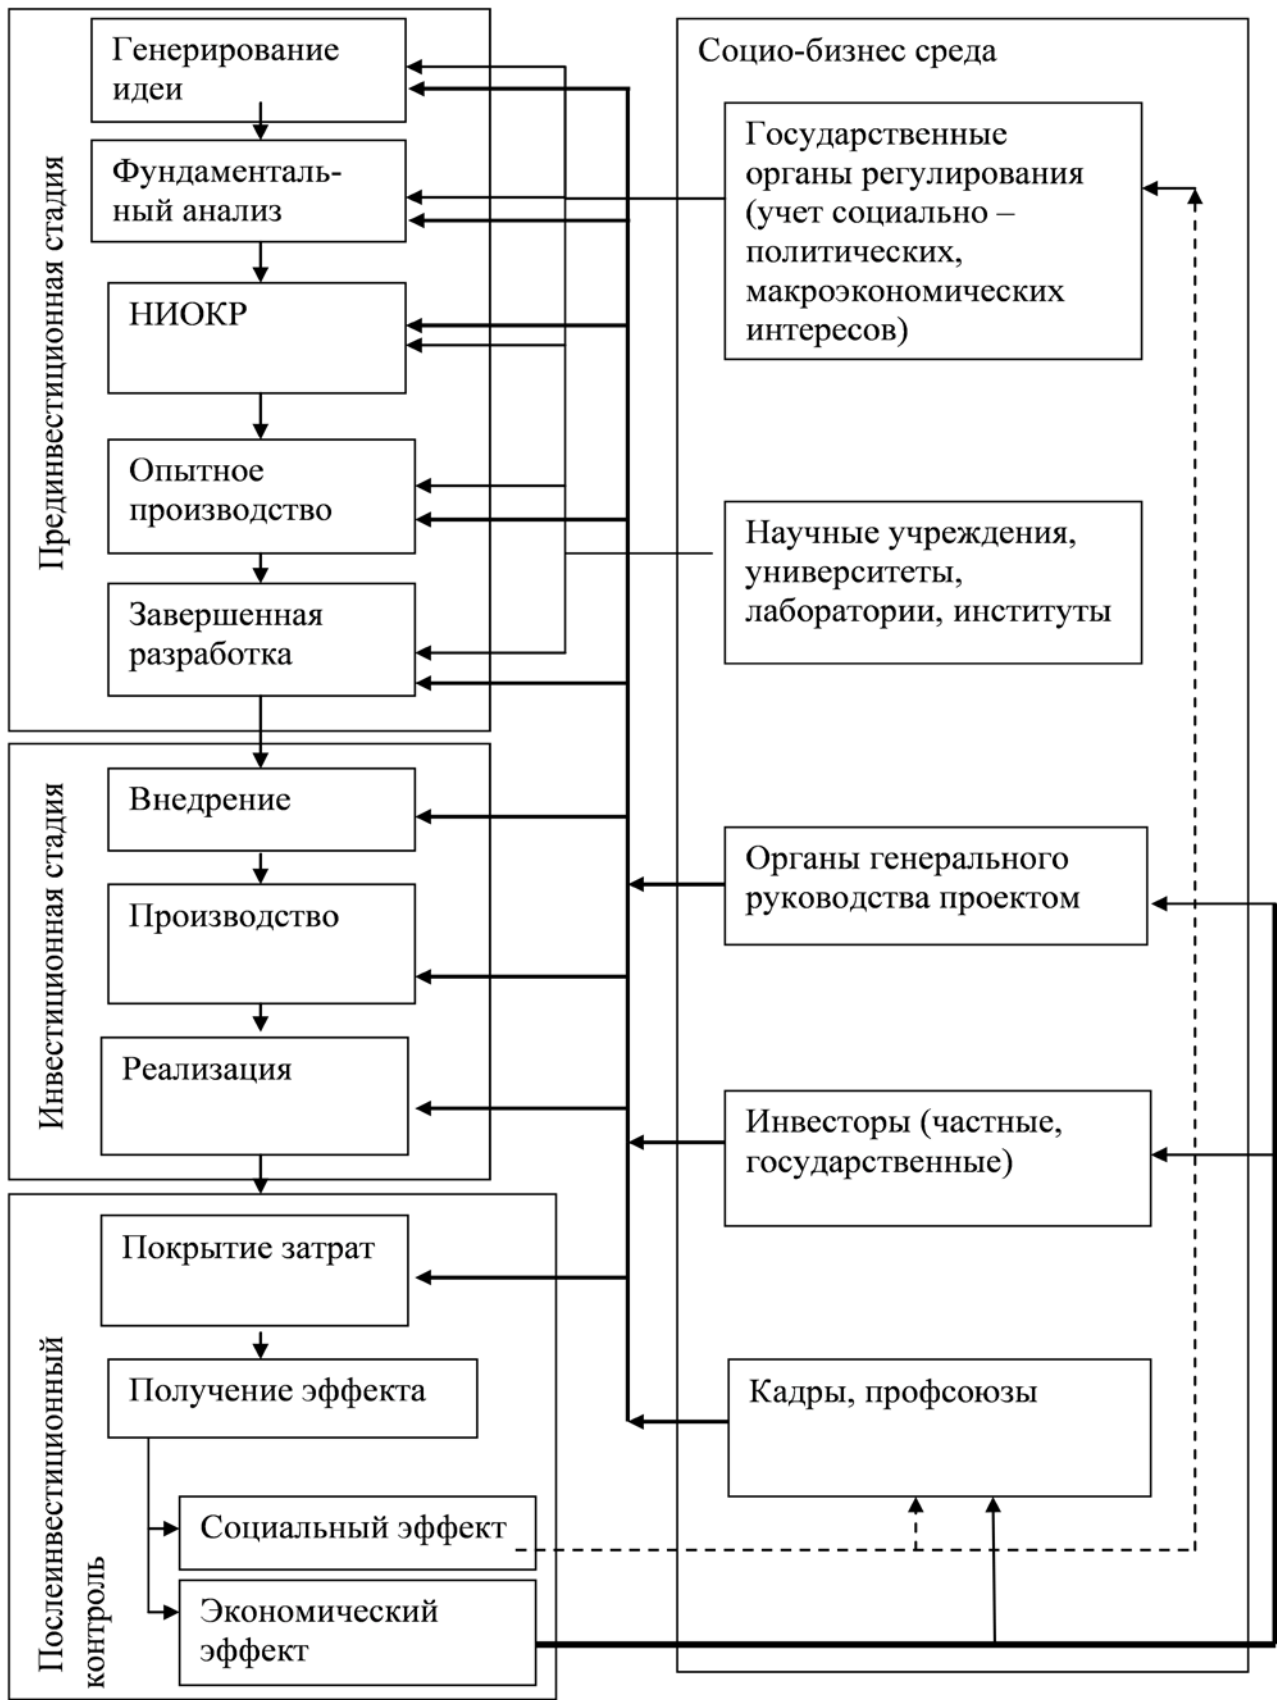 Прединвестиционная стадия
Генерирование
идеи
Фундаменталь-
ный анализ
НИОКР
Опытное
производство
Завершенная
разработка
Инвестиционная стадия
Внедрение
Производство
Реализация
Послеинвестиционный
контроль
Покрытие затрат
Получение эффекта
Социальный эффект
Экономический
эффект
Социо-бизнес среда
Государственные
органы регулирования
(учет социально –
политических,
макроэкономических
интересов)
Научные учреждения,
университеты,
лаборатории, институты
Органы генерального
руководства проектом
Инвесторы (частные,
государственные)
Кадры, профсоюзы